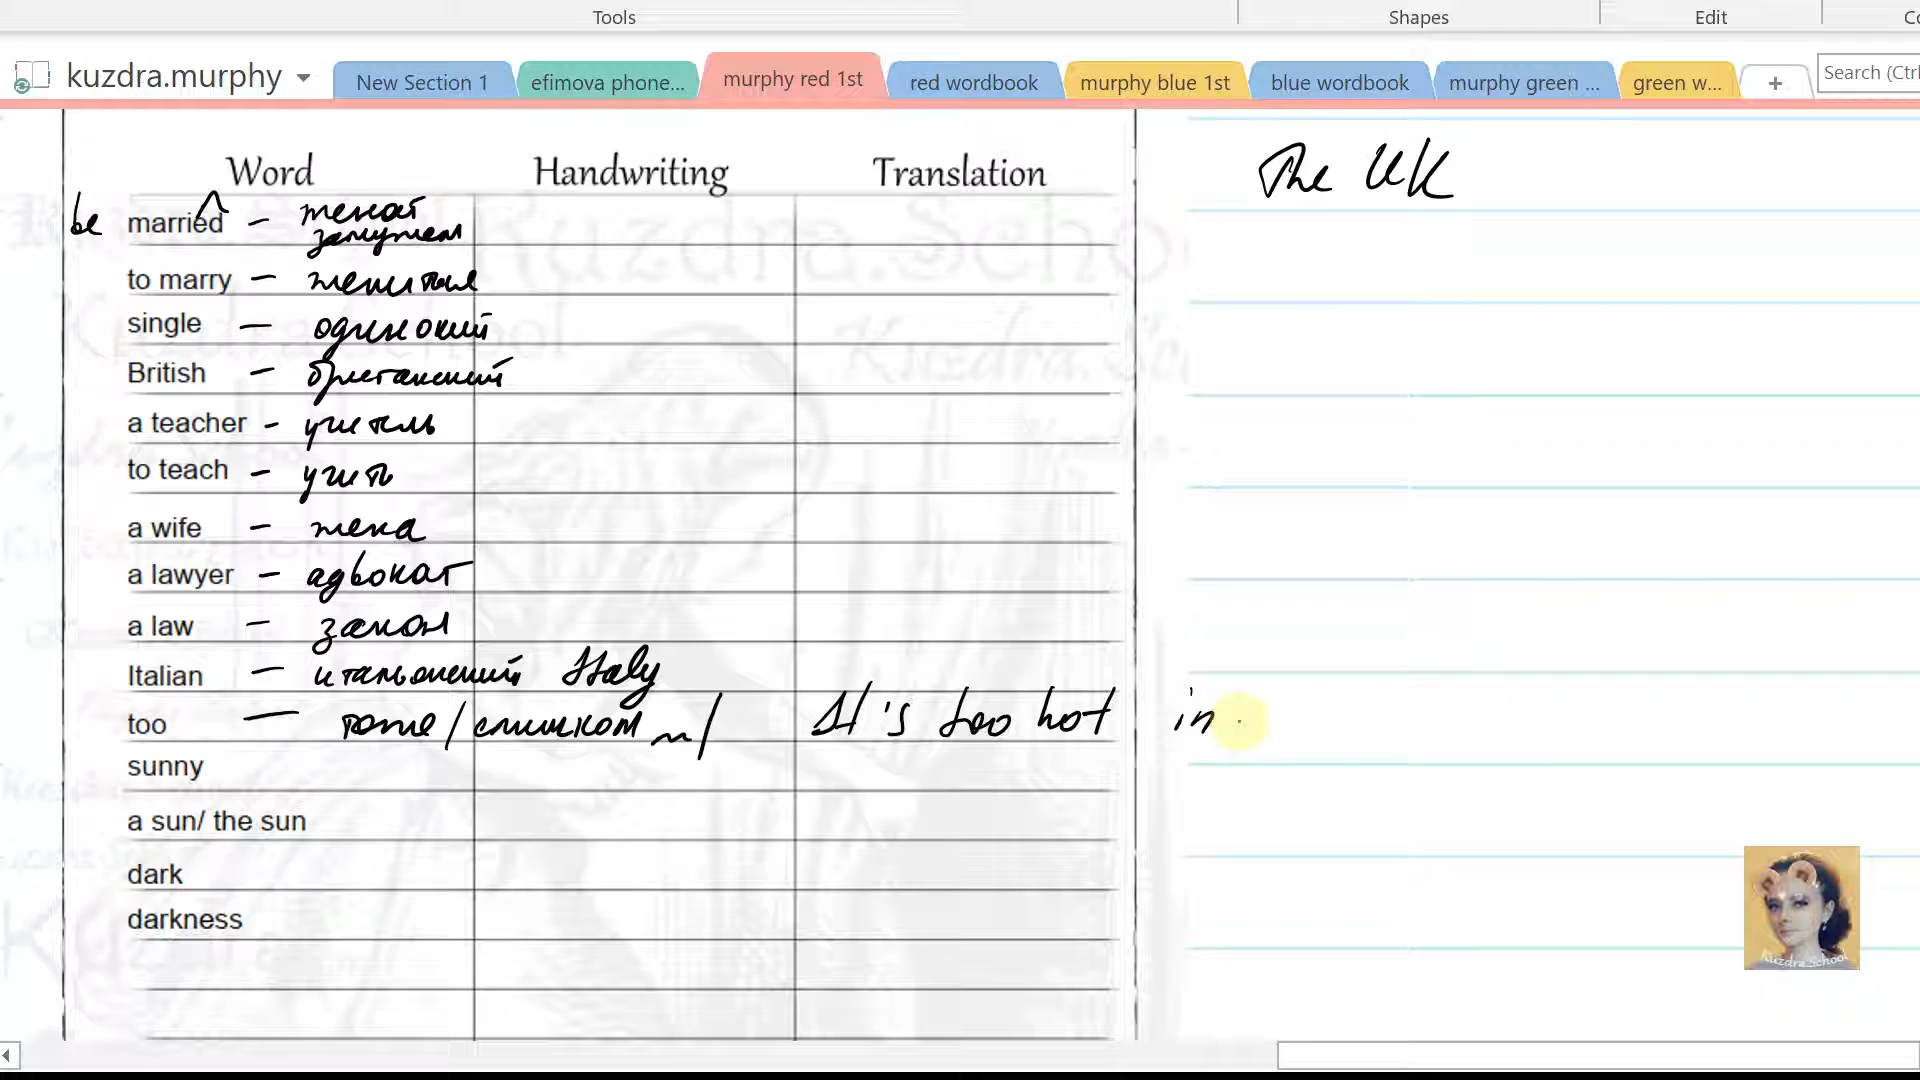 Tools Shapes Edit
kuzdra.murphy New Section 1 efimova phone... murphy red 1st red wordbook murphy blue 1st blue wordbook murphy green ... green w... + Search (Ctrl
Word Handwriting Translation
The UK
be married – женат
замужем
to marry – жениться
single – одинокий
British – британский
a teacher – учитель
to teach – учить
a wife – жена
a lawyer – адвокат
a law – закон
Italian – итальянский Italy
too – тоже/слишком / It's too hot in
sunny
a sun/ the sun
dark
darkness
Kuzdra.School